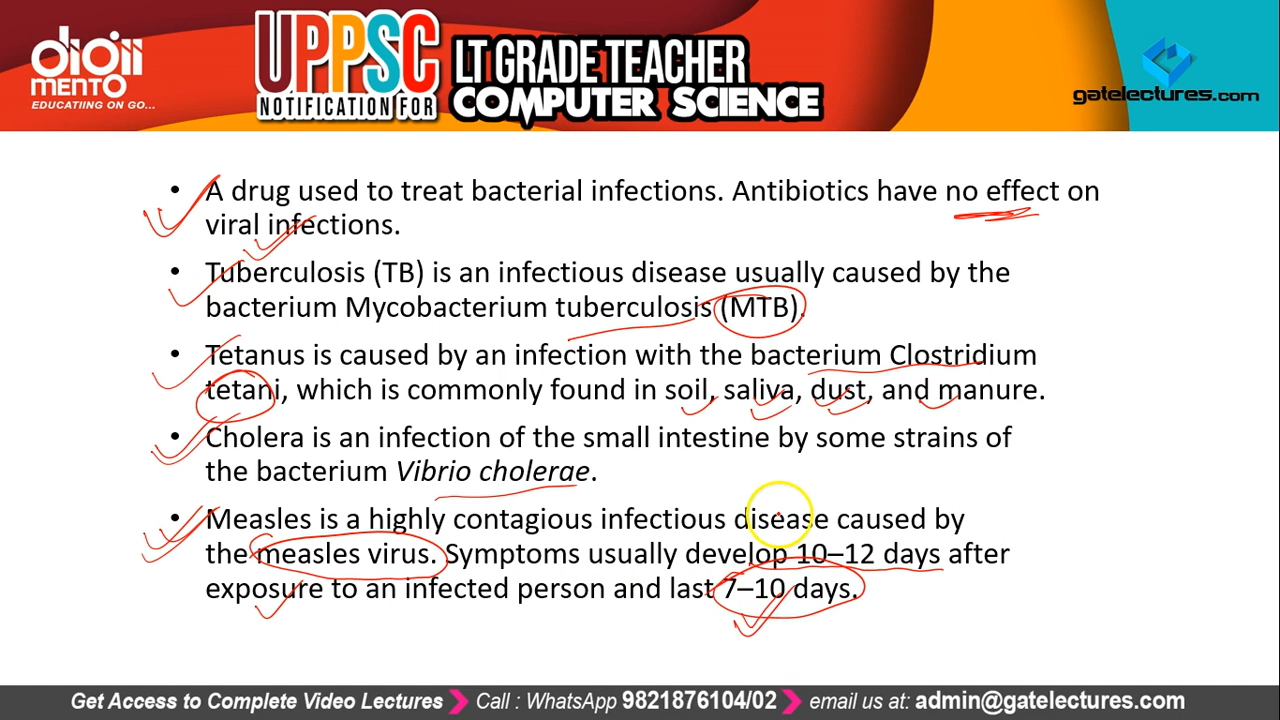 digii
MENTO
EDUCATIING ON GO...
UPPSC
NOTIFICATION FOR
LT GRADE TEACHER
COMPUTER SCIENCE
gatelectures.com
• A drug used to treat bacterial infections. Antibiotics have no effect on
viral infections.
• Tuberculosis (TB) is an infectious disease usually caused by the
bacterium Mycobacterium tuberculosis (MTB).
• Tetanus is caused by an infection with the bacterium Clostridium
tetani, which is commonly found in soil, saliva, dust, and manure.
• Cholera is an infection of the small intestine by some strains of
the bacterium Vibrio cholerae.
• Measles is a highly contagious infectious disease caused by
the measles virus. Symptoms usually develop 10–12 days after
exposure to an infected person and last 7–10 days.
Get Access to Complete Video Lectures Call : WhatsApp 9821876104/02 email us at: admin@gatelectures.com